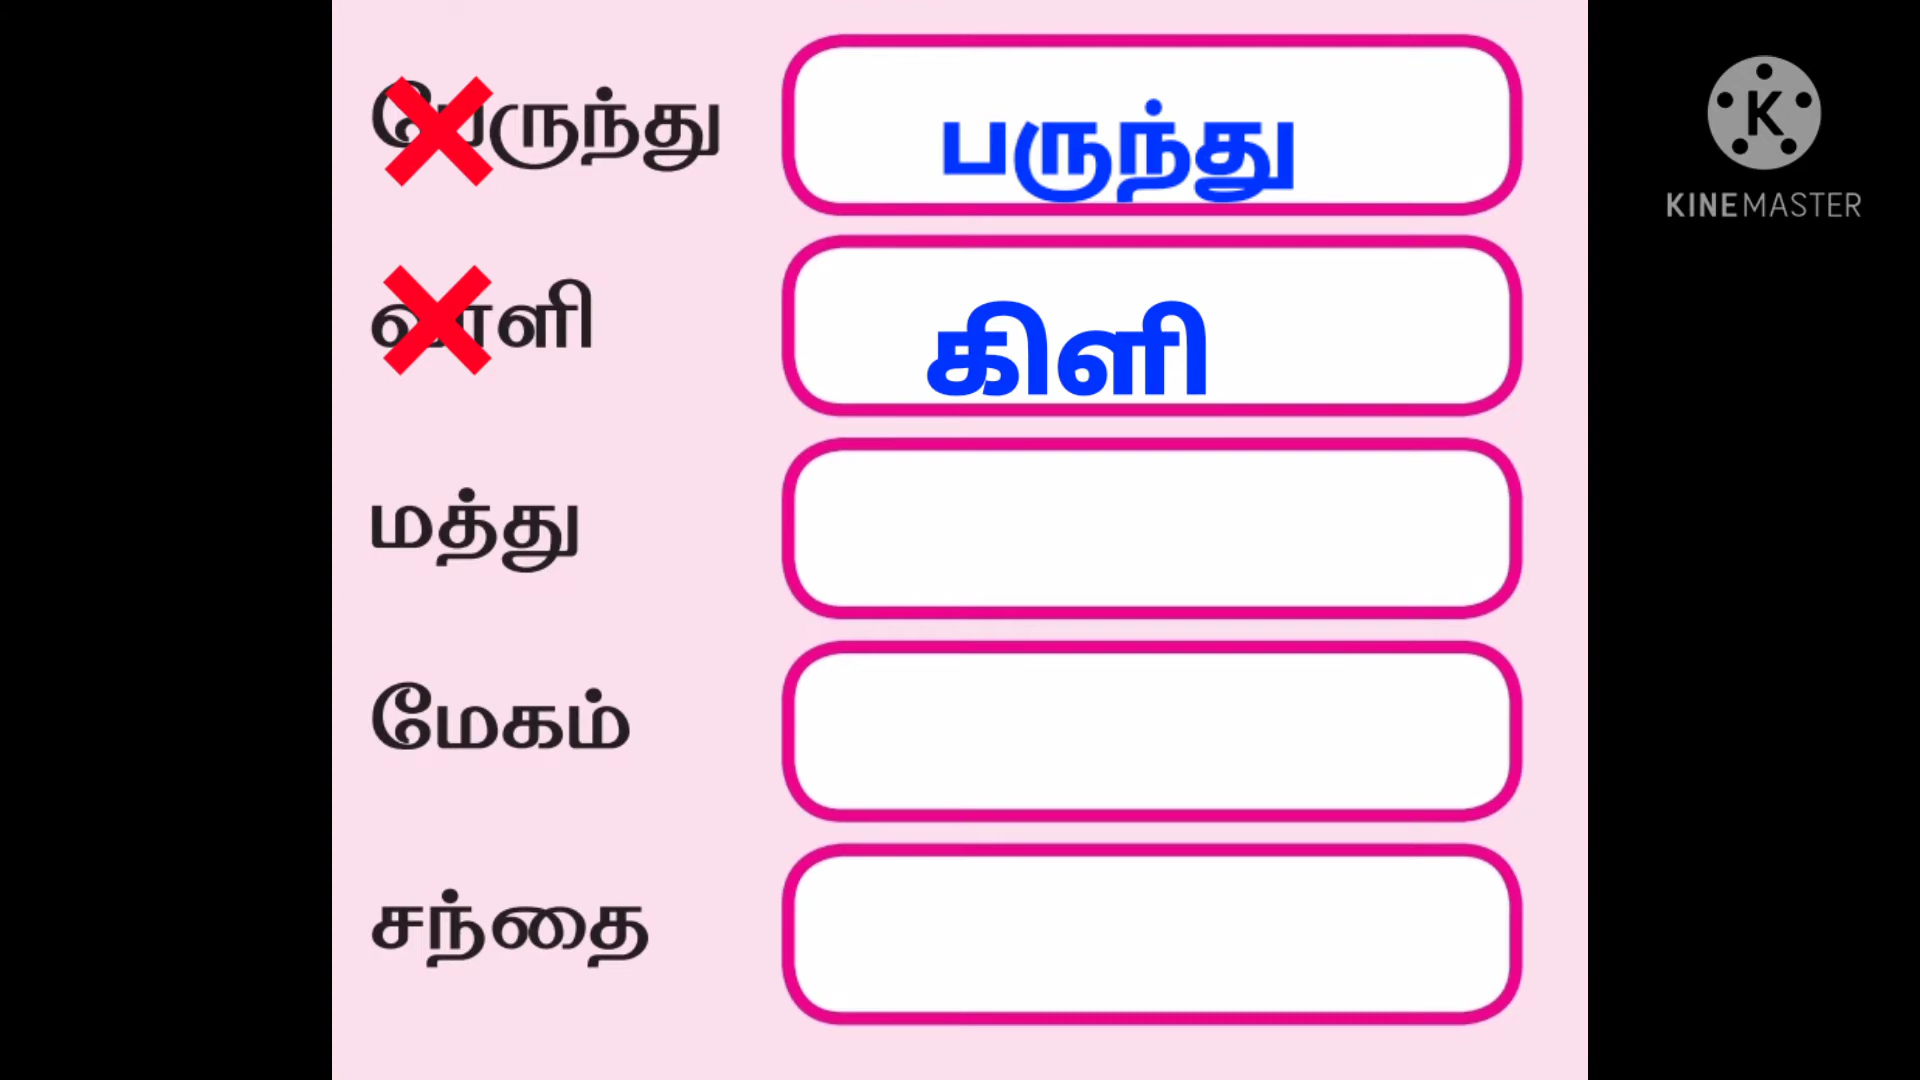 பேருந்து
பருந்து
வாளி
கிளி
மத்து
மேகம்
சந்தை
K
KINEMASTER